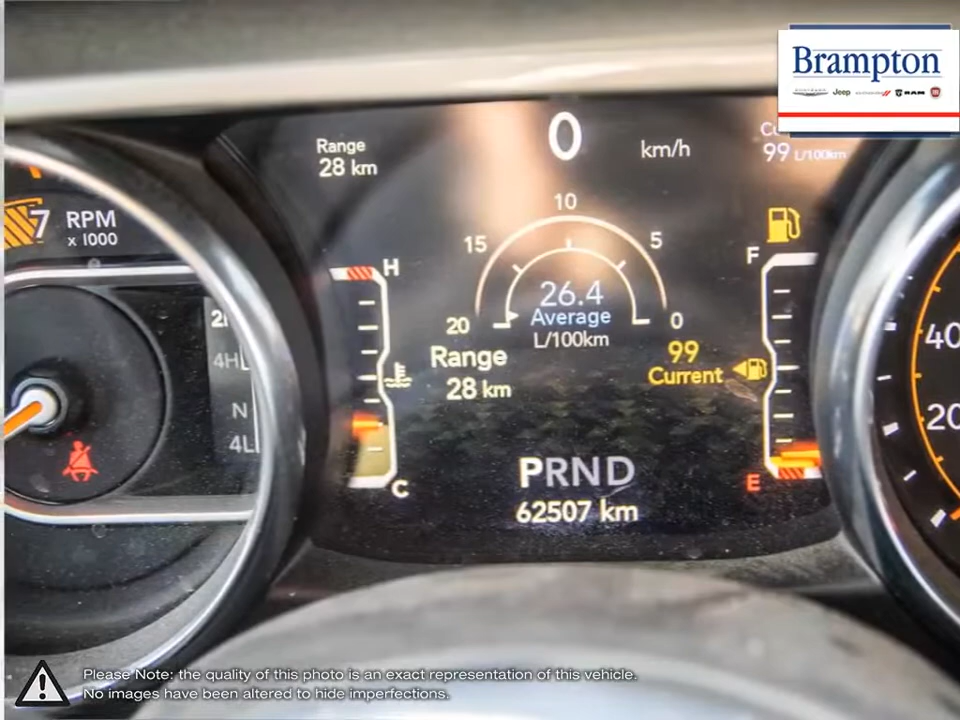 Brampton
Jeep
RAM
Range
28 km
0
km/h
99 L/100km
7
RPM
x 1000
10
15
5
H
F
26.4
Average
L/100km
20
0
Range
28 km
99
Current
4H
N
4L
40
20
C
E
PRND
62507 km
Please Note: the quality of this photo is an exact representation of this vehicle.
No images have been altered to hide imperfections.